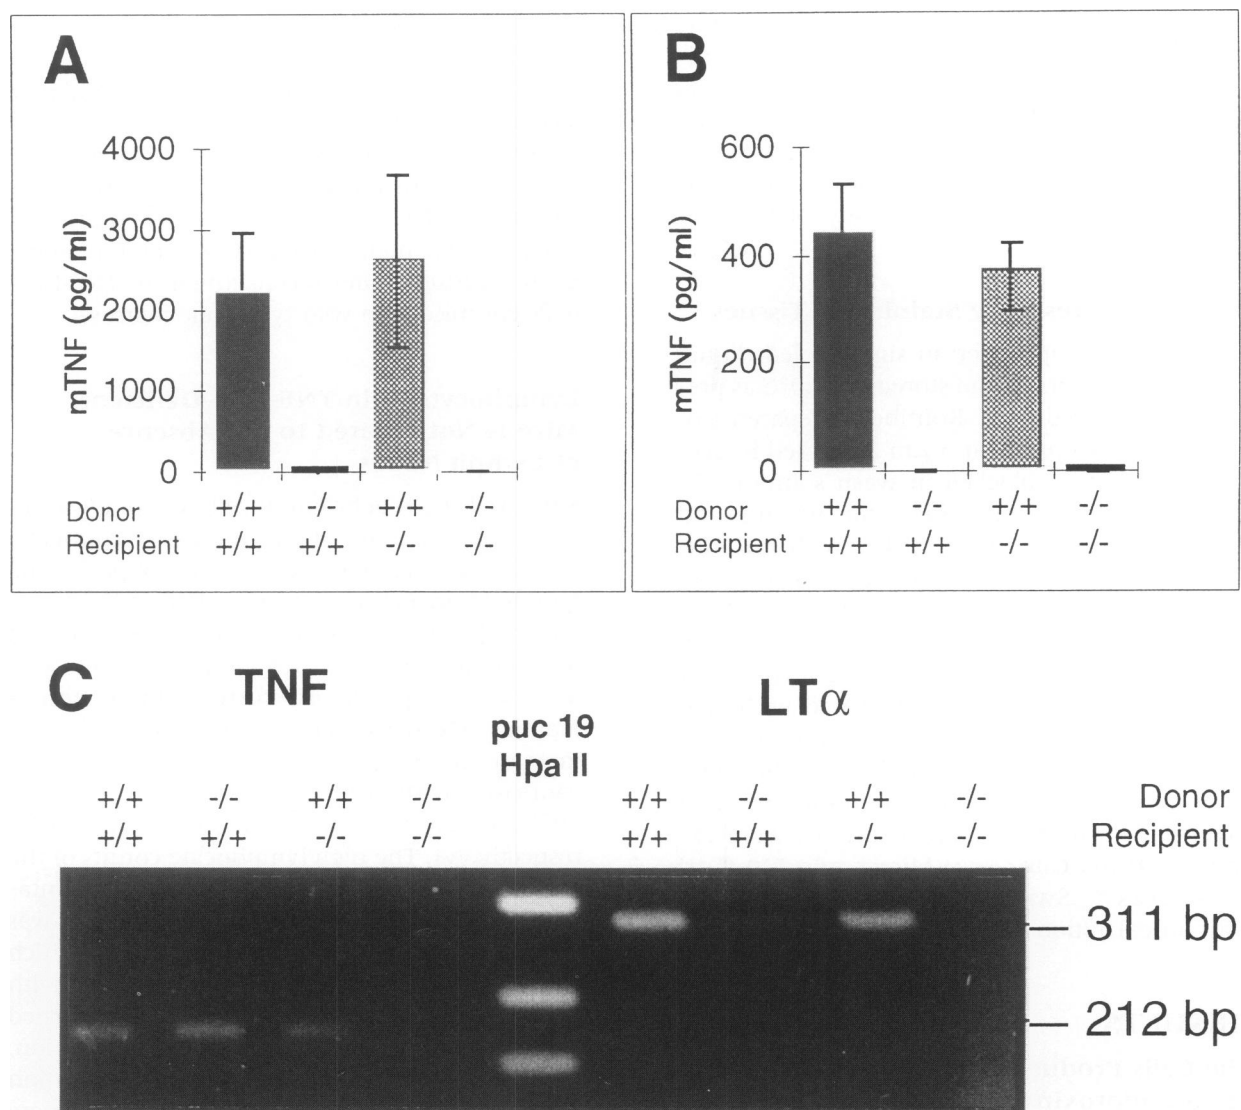 A
4000
3000
2000
1000
0
mTNF (pg/ml)
Donor +/+ -/- +/+ -/-
Recipient +/+ +/+ -/- -/-
B
600
400
200
0
mTNF (pg/ml)
Donor +/+ -/- +/+ -/-
Recipient +/+ +/+ -/- -/-
C
TNF
puc 19
Hpa II
LTα
+/+ -/- +/+ -/- +/+ -/- +/+ -/- Donor
+/+ +/+ -/- -/- +/+ +/+ -/- -/- Recipient
311 bp
212 bp